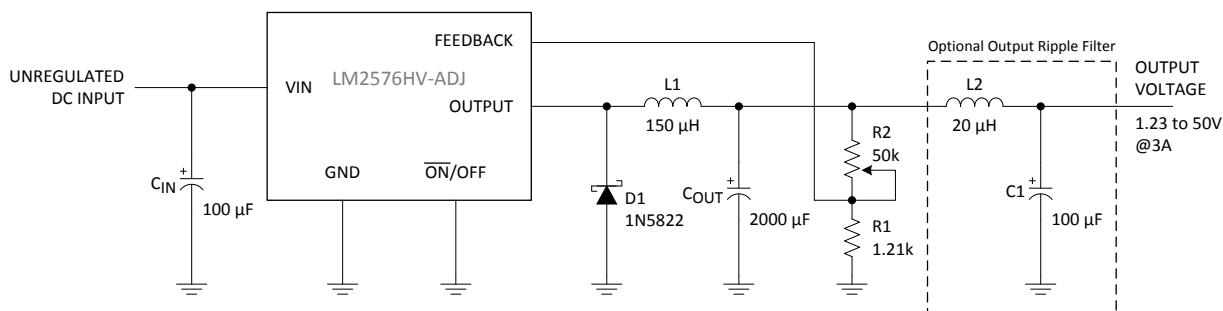 FEEDBACK
Optional Output Ripple Filter
UNREGULATED
DC INPUT
VIN
LM2576HV-ADJ
OUTPUT
L1
150 µH
L2
20 µH
OUTPUT
VOLTAGE
1.23 to 50V
@3A
R2
50k
GND
ON/OFF
CIN
100 µF
D1
1N5822
COUT
2000 µF
R1
1.21k
C1
100 µF
+
+
+